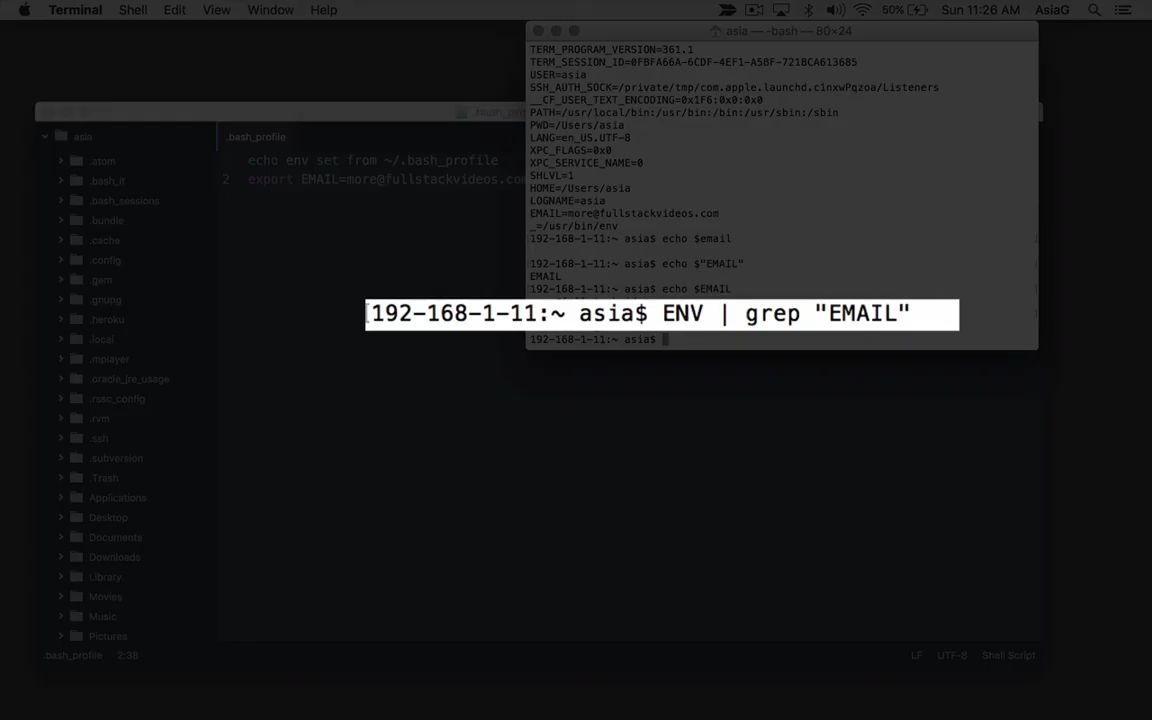 Terminal Shell Edit View Window Help 50% Sun 11:26 AM AsiaG
asia — -bash — 80×24
TERM_PROGRAM_VERSION=361.1
TERM_SESSION_ID=0FBFA66A-6CDF-4EF1-A5BF-7218CA613685
USER=asia
SSH_AUTH_SOCK=/private/tmp/com.apple.launchd.c1nxwPqzoa/Listeners
__CF_USER_TEXT_ENCODING=0x1F6:0x0:0x0
PATH=/usr/local/bin:/usr/bin:/bin:/usr/sbin:/sbin
PWD=/Users/asia
LANG=en_US.UTF-8
XPC_FLAGS=0x0
XPC_SERVICE_NAME=0
SHLVL=1
HOME=/Users/asia
LOGNAME=asia
EMAIL=more@fullstackvideos.com
_=/usr/bin/env
192-168-1-11:~ asia$ echo $email
192-168-1-11:~ asia$ echo $"EMAIL"
EMAIL
192-168-1-11:~ asia$ echo $EMAIL
[192-168-1-11:~ asia$ ENV | grep "EMAIL"
192-168-1-11:~ asia$
asia
.atom
.bash_it
.bash_sessions
.bundle
.cache
.config
.gem
.gnupg
.heroku
.local
.mplayer
.oracle_jre_usage
.rssc_config
.rvm
.ssh
.subversion
.Trash
Applications
Desktop
Documents
Downloads
Library
Movies
Music
Pictures
.bash_profile
echo env set from ~/.bash_profile
2 export EMAIL=more@fullstackvideos.com
.bash_profile 2:38 LF UTF-8 Shell Script